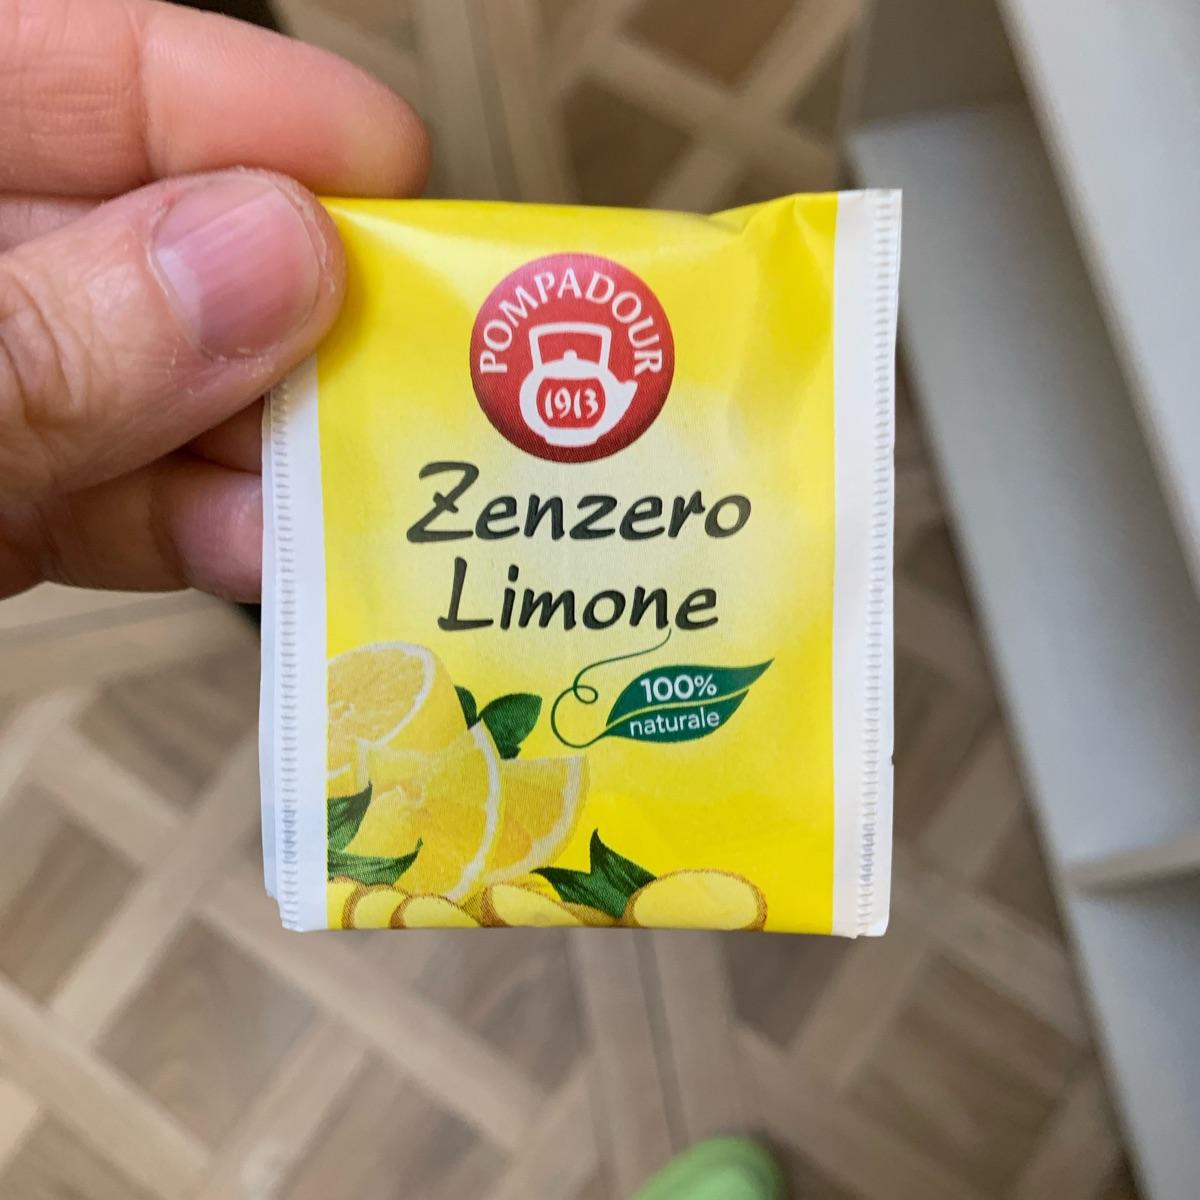 POMPADOUR
1913
Zenzero
Limone
100%
naturale